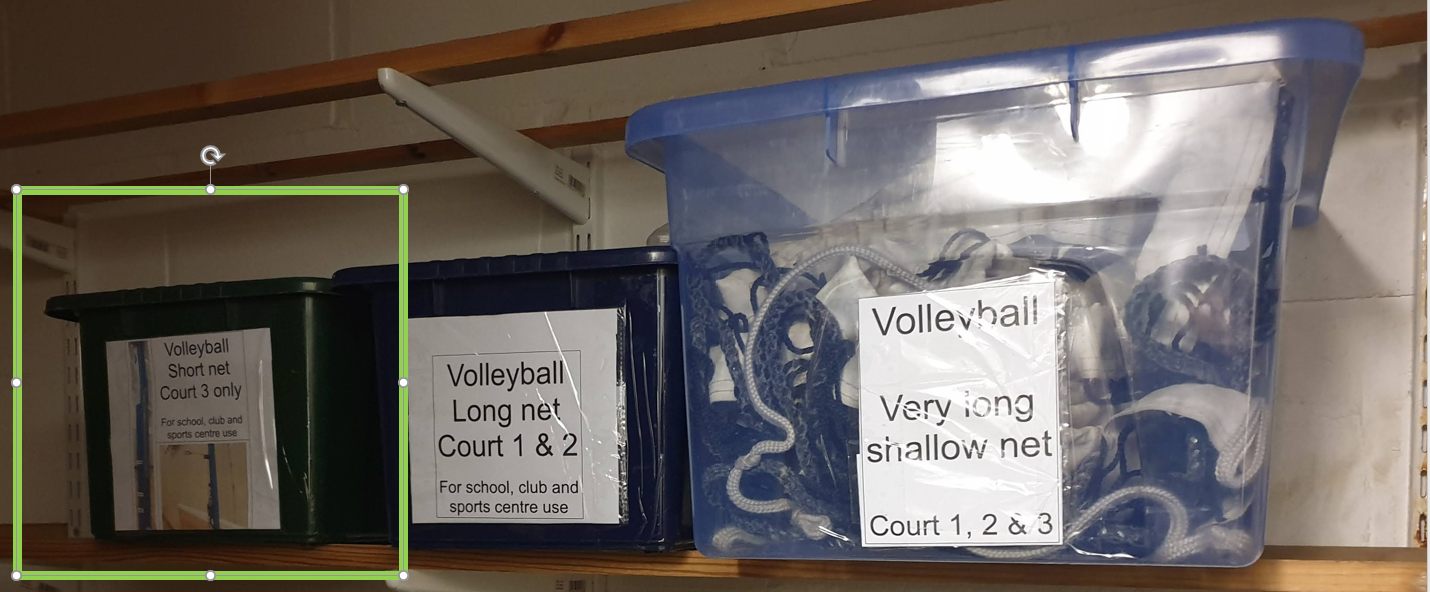 Volleyball
Short net
Court 3 only
For school, club and
sports centre use
Volleyball
Long net
Court 1 & 2
For school, club and
sports centre use
Volleyball
Very long
shallow net
Court 1, 2 & 3